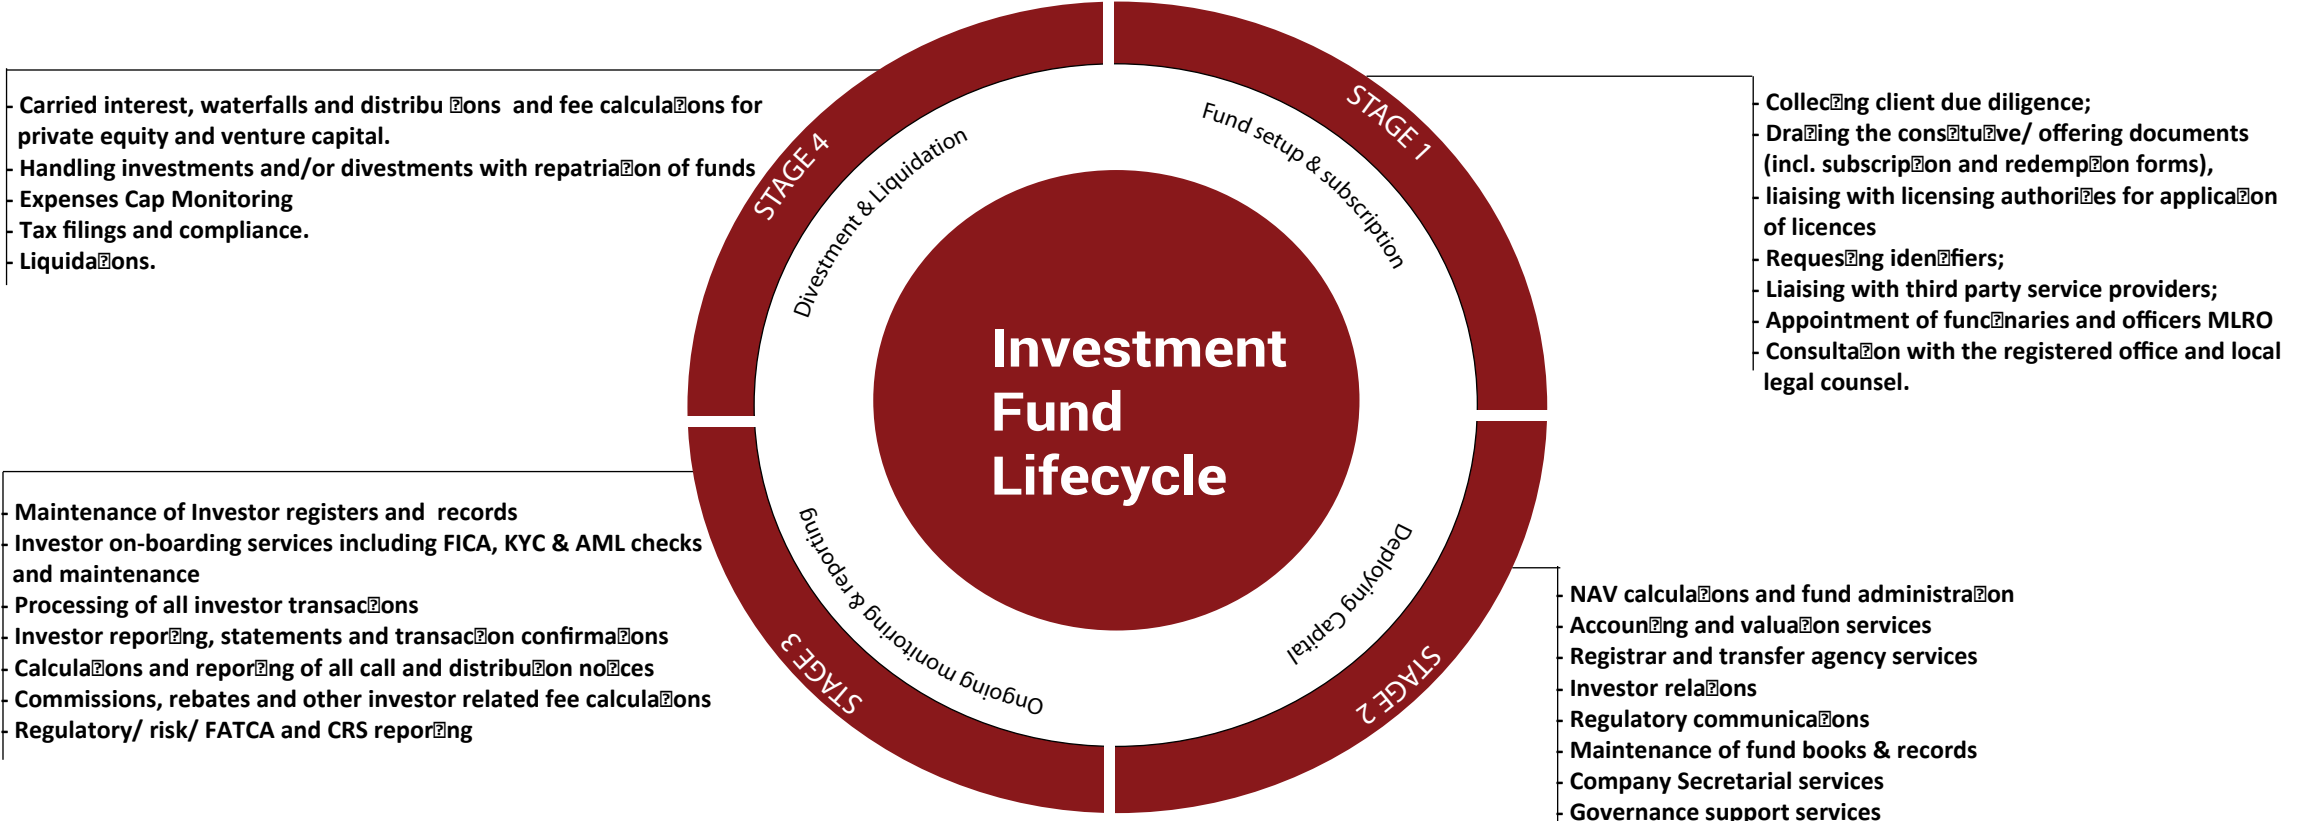 Investment
Fund
Lifecycle
STAGE 1
Fund setup & subscription
- Collec�ng client due diligence;
- Dra�ing the cons�tu�ve/ offering documents
(incl. subscrip�on and redemp�on forms),
- liaising with licensing authori�es for applica�on
of licences
- Reques�ng iden�fiers;
- Liaising with third party service providers;
- Appointment of func�naries and officers MLRO
- Consulta�on with the registered office and local
legal counsel.
STAGE 2
Deploying Capital
- NAV calcula�ons and fund administra�on
- Accoun�ng and valua�on services
- Registrar and transfer agency services
- Investor rela�ons
- Regulatory communica�ons
- Maintenance of fund books & records
- Company Secretarial services
- Governance support services
STAGE 3
Ongoing monitoring & reporting
- Maintenance of Investor registers and records
- Investor on-boarding services including FICA, KYC & AML checks
and maintenance
- Processing of all investor transac�ons
- Investor repor�ng, statements and transac�on confirma�ons
- Calcula�ons and repor�ng of all call and distribu�on no�ces
- Commissions, rebates and other investor related fee calcula�ons
- Regulatory/ risk/ FATCA and CRS repor�ng
STAGE 4
Divestment & Liquidation
- Carried interest, waterfalls and distribu �ons and fee calcula�ons for
private equity and venture capital.
- Handling investments and/or divestments with repatria�on of funds
- Expenses Cap Monitoring
- Tax filings and compliance.
- Liquida�ons.